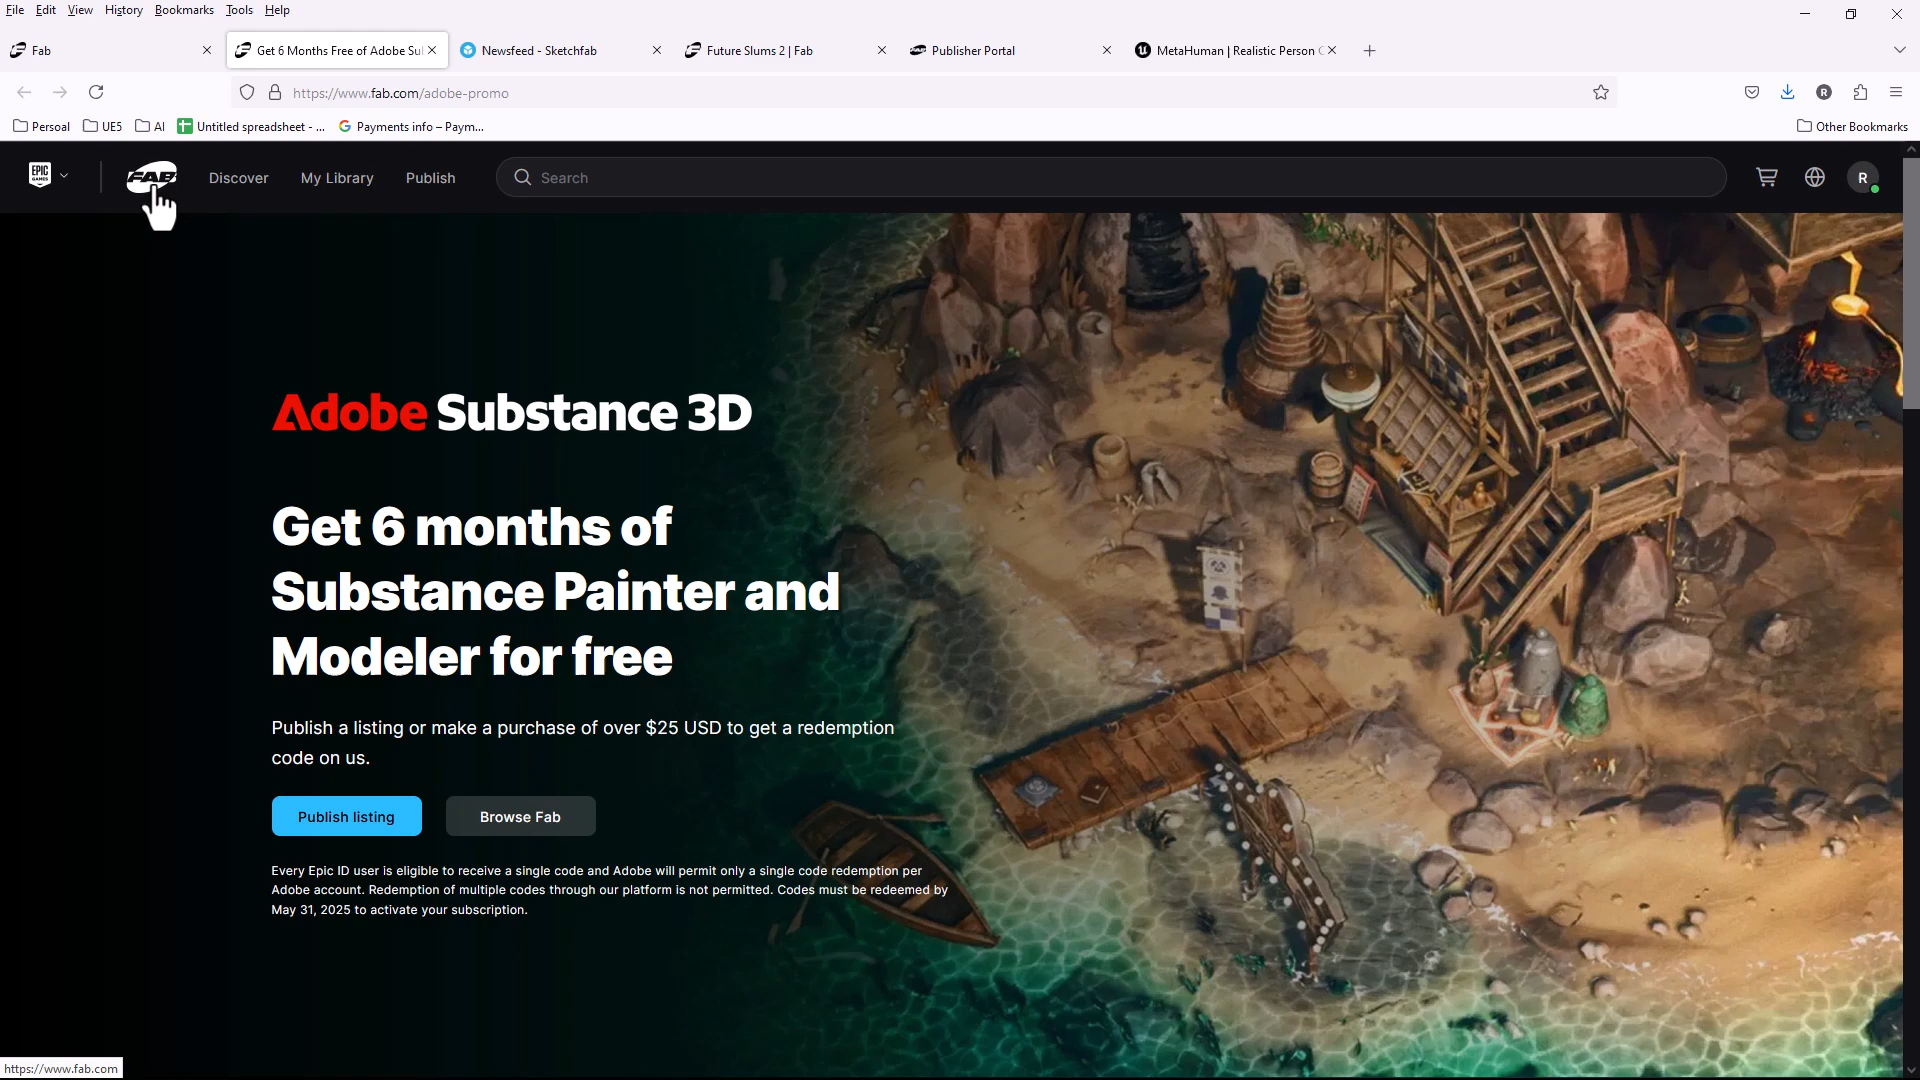 File Edit View History Bookmarks Tools Help
Fab
Get 6 Months Free of Adobe Su
Newsfeed - Sketchfab
Future Slums 2 | Fab
Publisher Portal
MetaHuman | Realistic Person C
https://www.fab.com/adobe-promo
R
Persoal UE5 AI Untitled spreadsheet - ... Payments info – Paym... Other Bookmarks
EPIC GAMES
FAB Discover My Library Publish Search R
Adobe Substance 3D
Get 6 months of
Substance Painter and
Modeler for free
Publish a listing or make a purchase of over $25 USD to get a redemption
code on us.
Publish listing Browse Fab
Every Epic ID user is eligible to receive a single code and Adobe will permit only a single code redemption per
Adobe account. Redemption of multiple codes through our platform is not permitted. Codes must be redeemed by
May 31, 2025 to activate your subscription.
https://www.fab.com